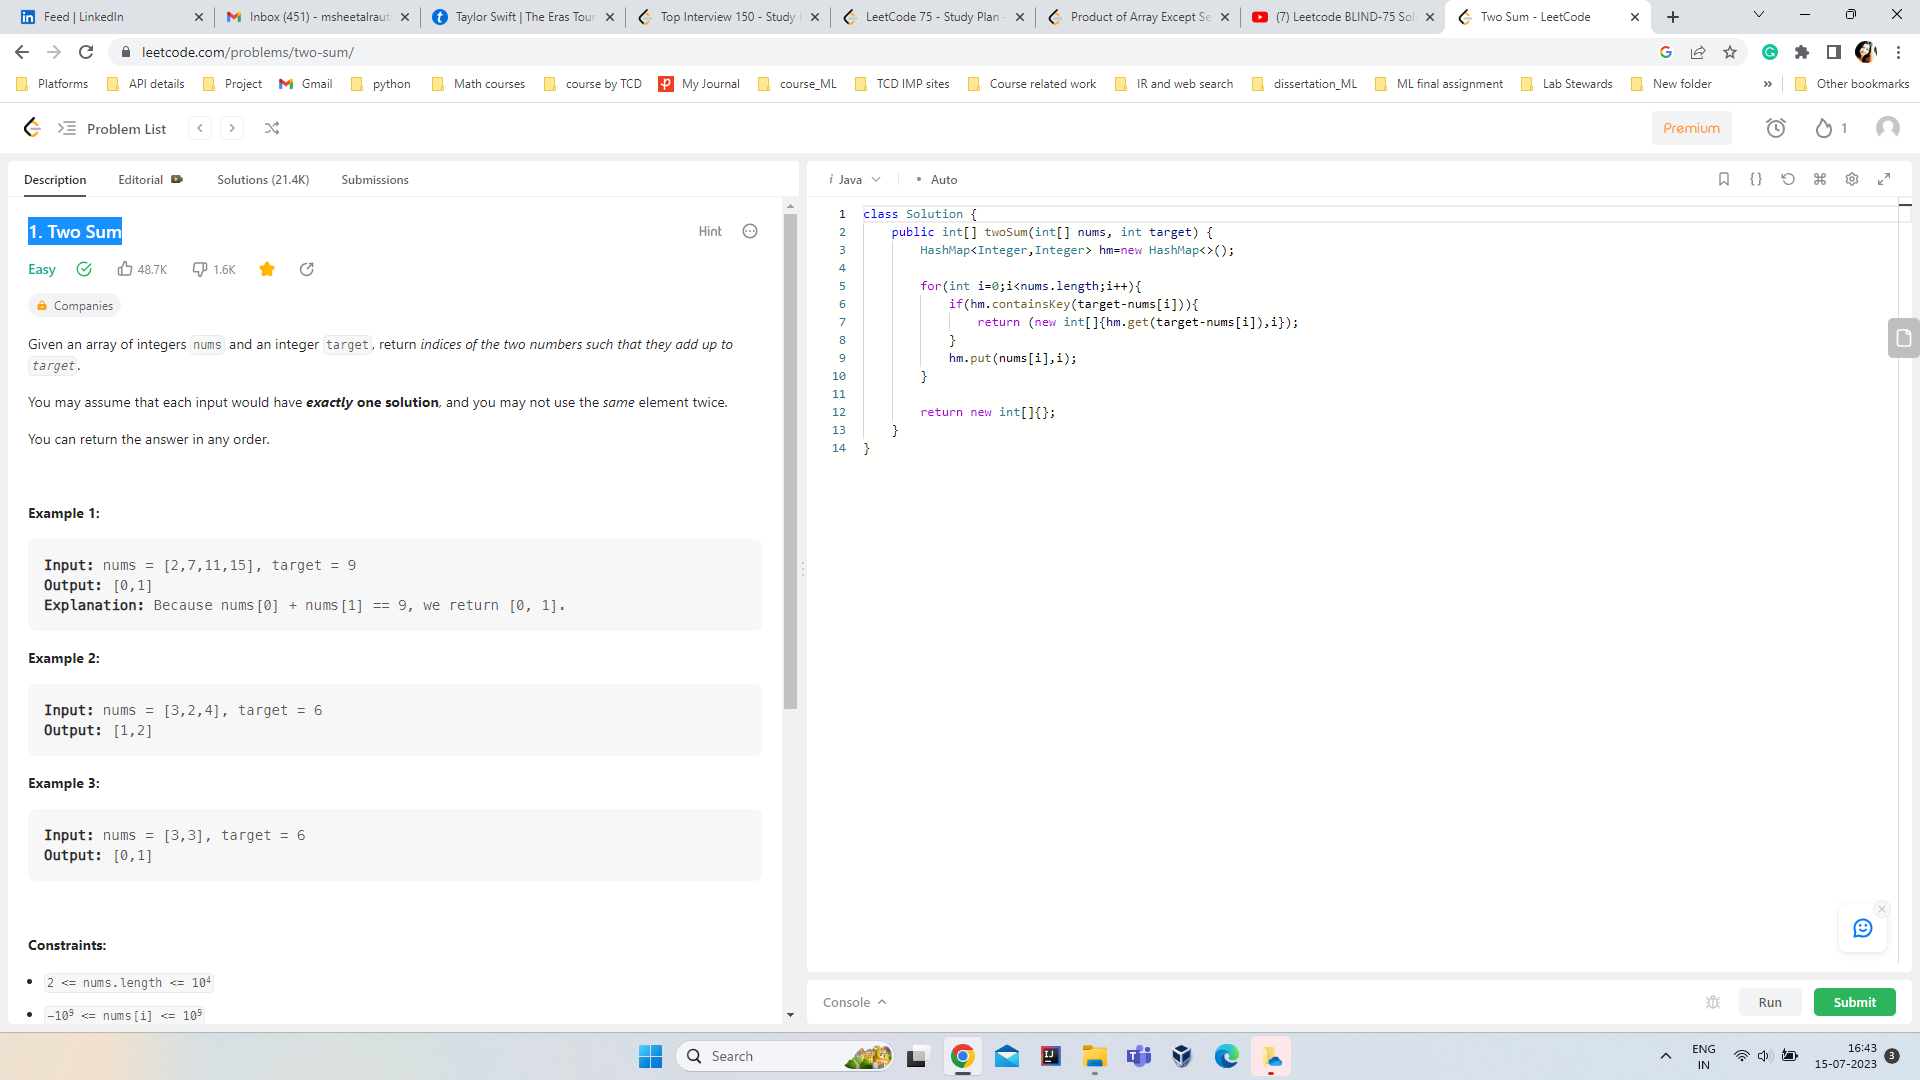 Feed | LinkedIn
Inbox (451) - msheetalraut
Taylor Swift | The Eras Tour
Top Interview 150 - Study
LeetCode 75 - Study Plan -
Product of Array Except Se
(7) Leetcode BLIND-75 Sol
Two Sum - LeetCode
leetcode.com/problems/two-sum/
Platforms
API details
Project
Gmail
python
Math courses
course by TCD
My Journal
course_ML
TCD IMP sites
Course related work
IR and web search
dissertation_ML
ML final assignment
Lab Stewards
New folder
»
Other bookmarks
Problem List
Premium
1
Description
Editorial
Solutions (21.4K)
Submissions
1. Two Sum
Hint
Easy
48.7K
1.6K
Companies
Given an array of integers nums and an integer target, return indices of the two numbers such that they add up to
target.
You may assume that each input would have exactly one solution, and you may not use the same element twice.
You can return the answer in any order.
Example 1:
Input: nums = [2,7,11,15], target = 9
Output: [0,1]
Explanation: Because nums[0] + nums[1] == 9, we return [0, 1].
Example 2:
Input: nums = [3,2,4], target = 6
Output: [1,2]
Example 3:
Input: nums = [3,3], target = 6
Output: [0,1]
Constraints:
• 2 <= nums.length <= 10⁴
• -10⁹ <= nums[i] <= 10⁹
i Java
• Auto
{}
1 class Solution {
2 public int[] twoSum(int[] nums, int target) {
3 HashMap<Integer,Integer> hm=new HashMap<>();
4
5 for(int i=0;i<nums.length;i++){
6 if(hm.containsKey(target-nums[i])){
7 return (new int[]{hm.get(target-nums[i]),i});
8 }
9 hm.put(nums[i],i);
10 }
11
12 return new int[]{};
13 }
14 }
Console
Run
Submit
Search
ENG
IN
16:43
15-07-2023
3